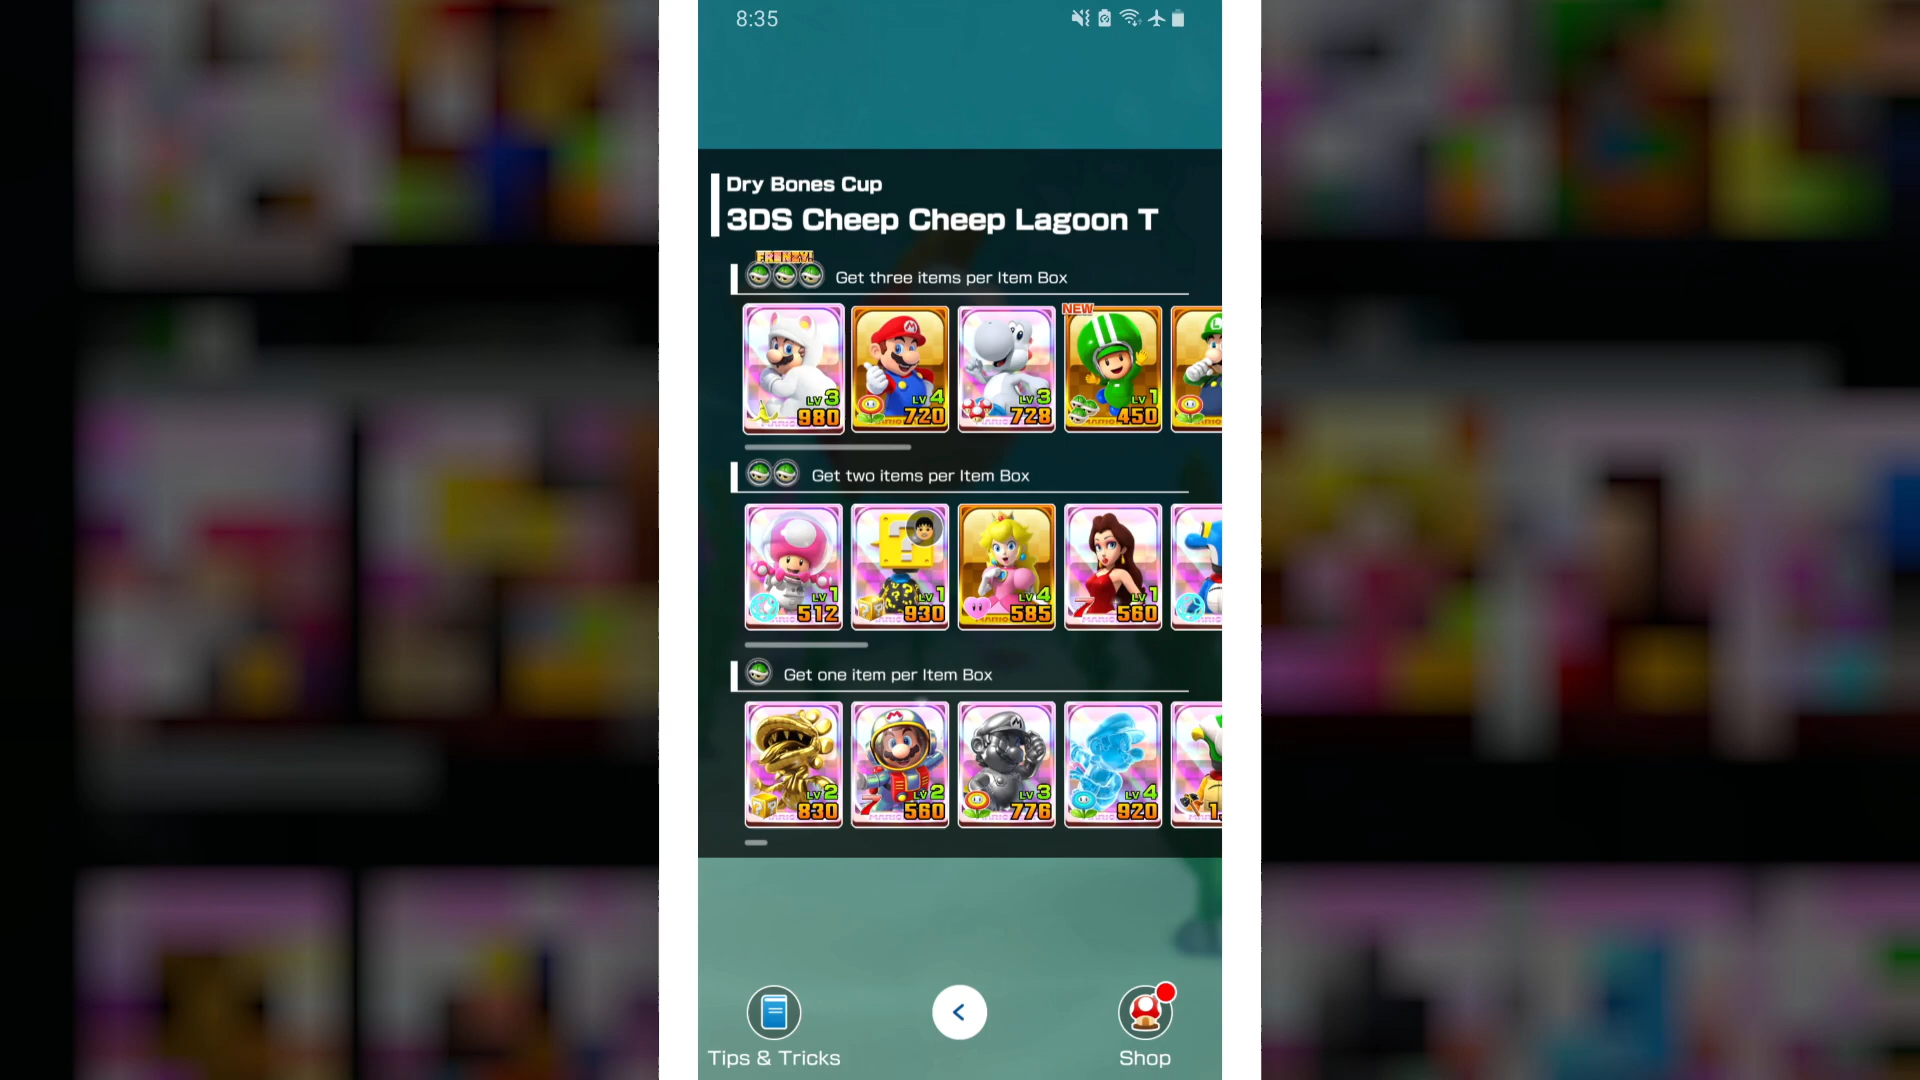 8:35
Dry Bones Cup
3DS Cheep Cheep Lagoon T
FRENZY!
Get three items per Item Box
NEW
LV 3 LV 4 LV 3 LV 1
980 720 728 450
Get two items per Item Box
LV 1 LV 1 LV 4 LV 1
512 930 585 560
Get one item per Item Box
LV 2 LV 2 LV 3 LV 4
830 560 776 920
Tips & Tricks Shop